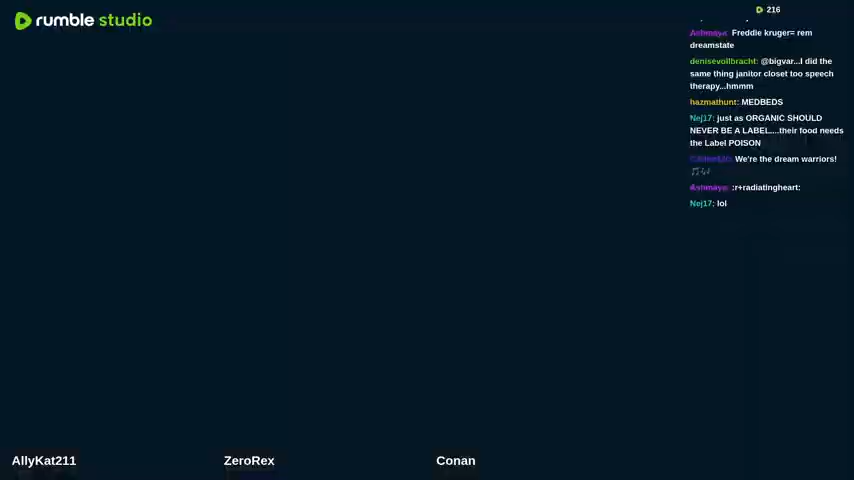 rumble studio
216
Ashmaya: Freddie kruger= rem
dreamstate
denisevollbracht: @bigvar...I did the
same thing janitor closet too speech
therapy...hmmm
hazmathunt: MEDBEDS
Nej17: just as ORGANIC SHOULD
NEVER BE A LABEL....their food needs
the Label POISON
We're the dream warriors!
Ashmaya: :r+radiatingheart:
Nej17: lol
AllyKat211
ZeroRex
Conan